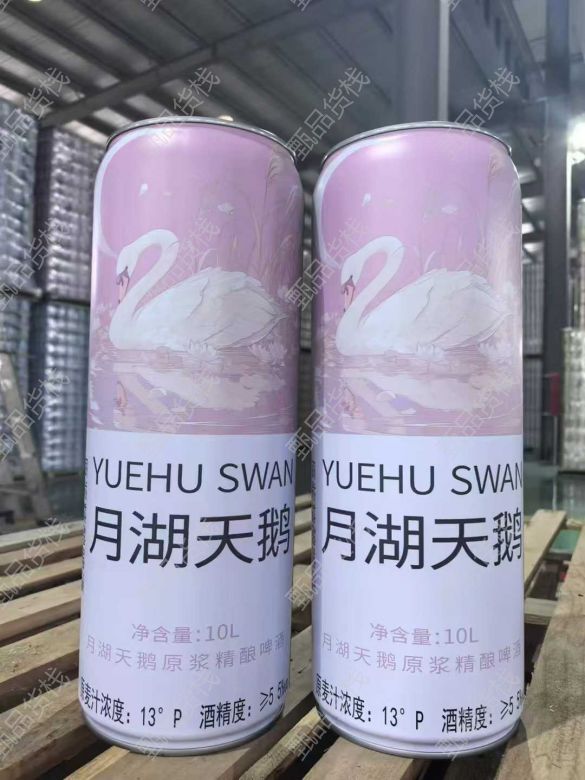 YUEHU SWAN
月湖天鹅
净含量:10L
月湖天鹅原浆精酿啤酒
原麦汁浓度: 13°P 酒精度: ≥5.5%
YUEHU SWAN
月湖天鹅
净含量:10L
月湖天鹅原浆精酿啤酒
原麦汁浓度: 13°P 酒精度: ≥5.5
甄品货栈